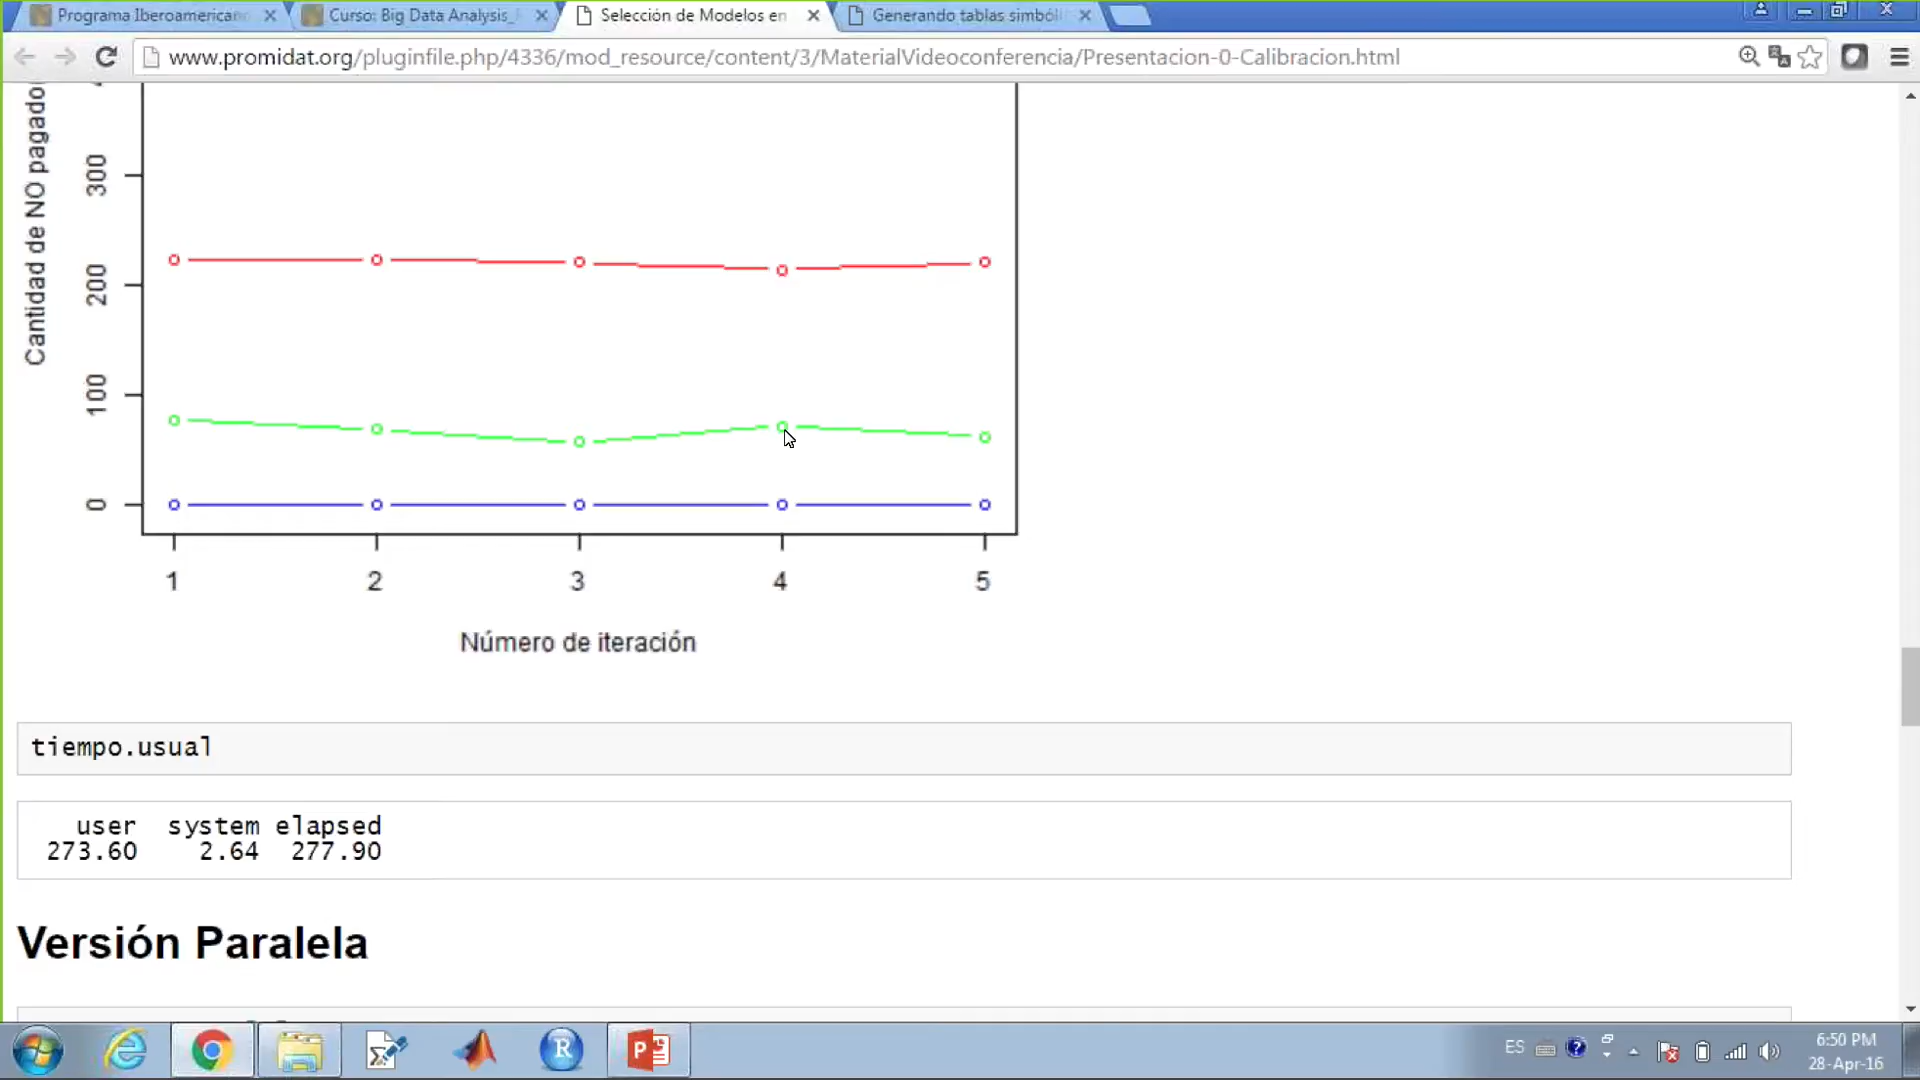 Programa Iberoamerican
Curso: Big Data Analysis_
Selección de Modelos en
Generando tablas simbóli
www.promidat.org/pluginfile.php/4336/mod_resource/content/3/MaterialVideoconferencia/Presentacion-0-Calibracion.html
Cantidad de NO pagado
300
200
100
0
1 2 3 4 5
Número de iteración
tiempo.usual
user system elapsed
273.60 2.64 277.90
Versión Paralela
ES
6:50 PM
28-Apr-16